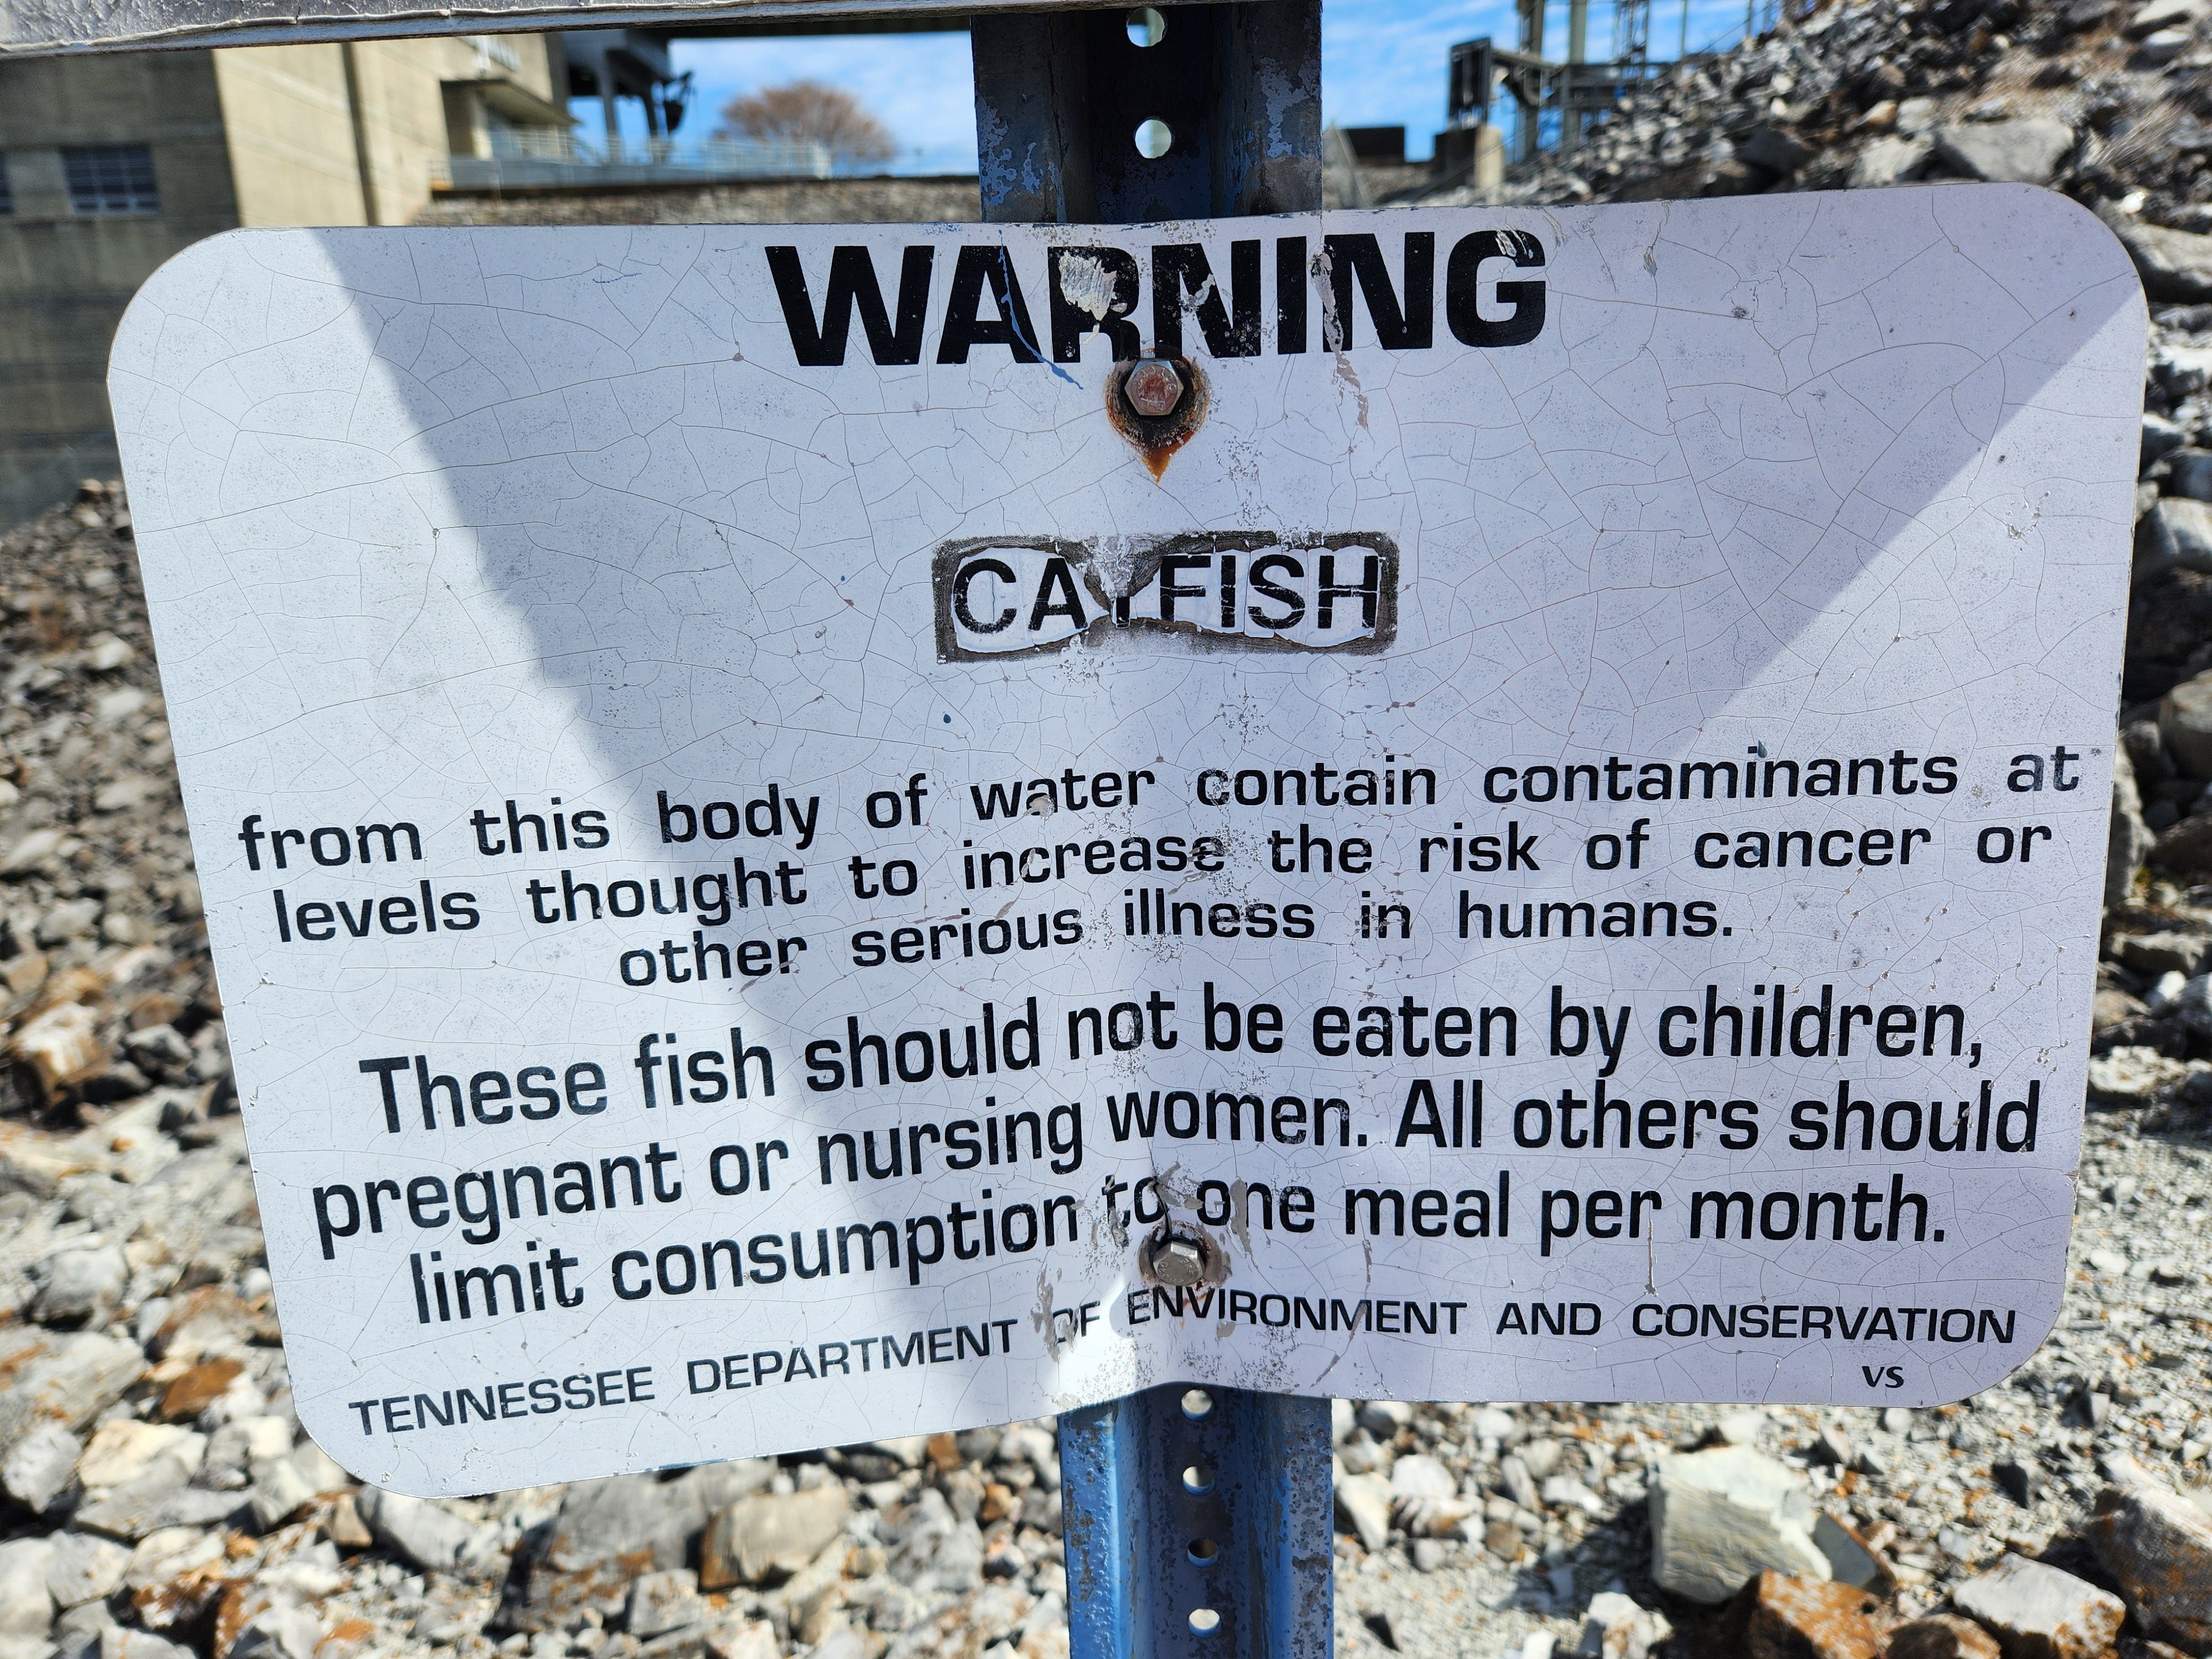 WARNING
CATFISH
from this body of water contain contaminants at
levels thought to increase the risk of cancer or
other serious illness in humans.
These fish should not be eaten by children,
pregnant or nursing women. All others should
limit consumption to one meal per month.
TENNESSEE DEPARTMENT OF ENVIRONMENT AND CONSERVATION
VS